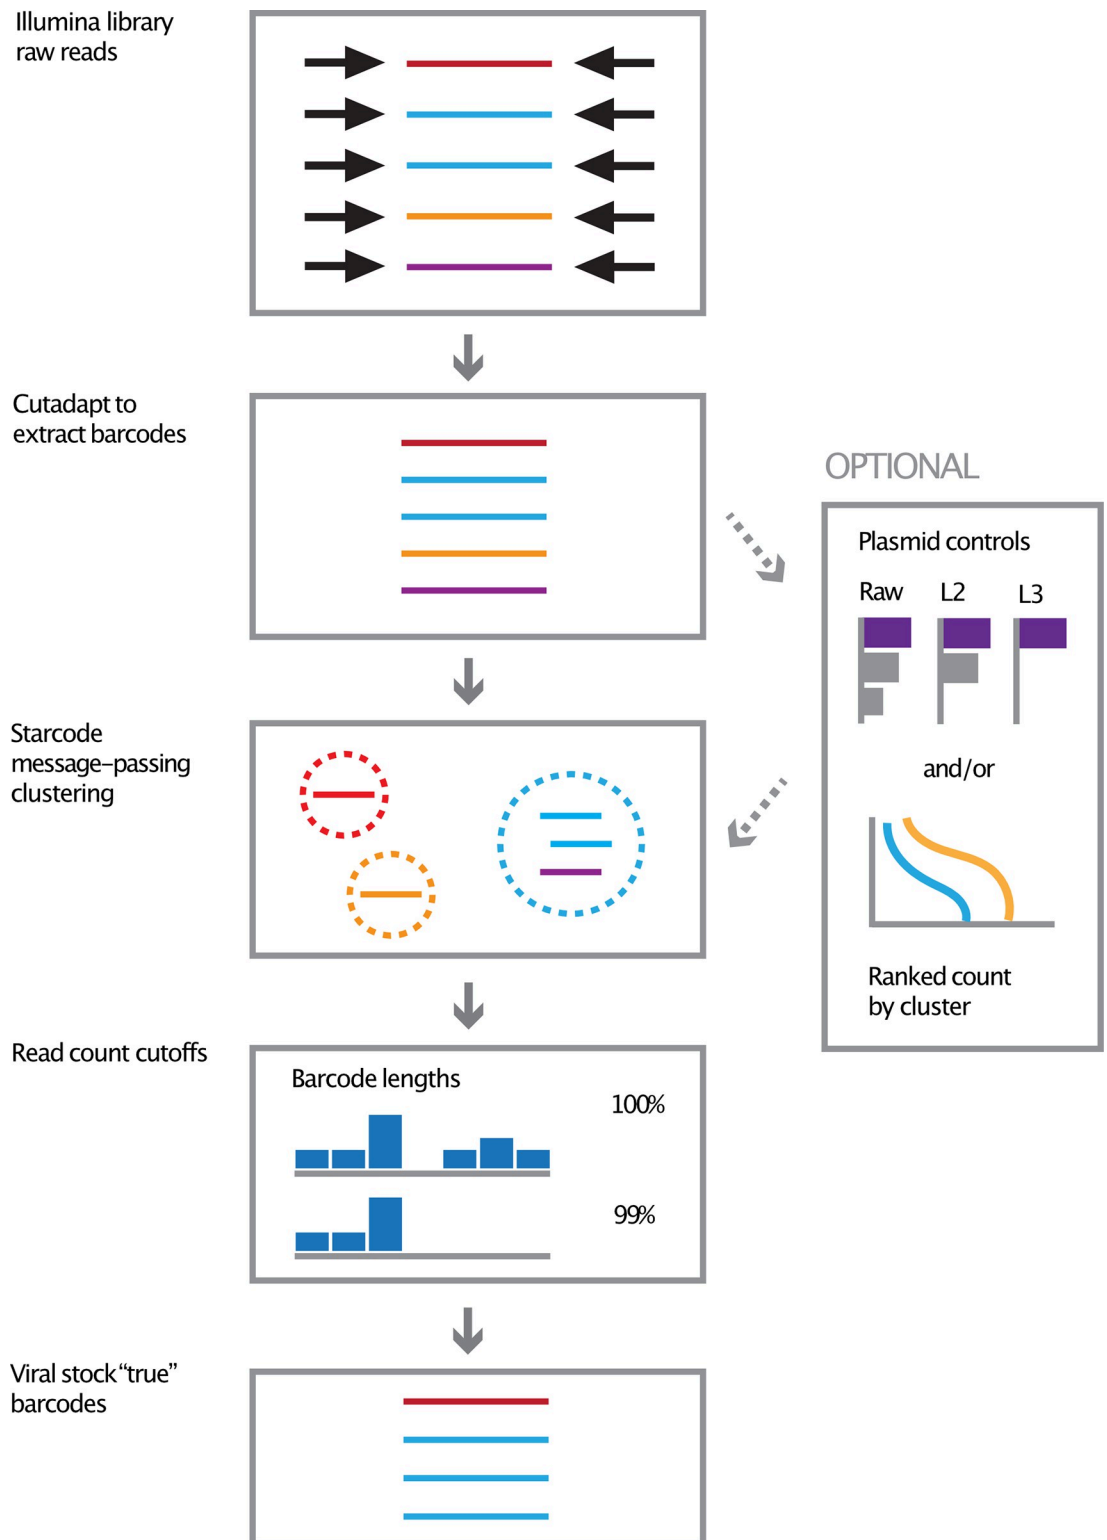 Illumina library
raw reads
Cutadapt to
extract barcodes
OPTIONAL
Plasmid controls
Raw L2 L3
and/or
Ranked count
by cluster
Starcode
message-passing
clustering
Read count cutoffs
Barcode lengths
100%
99%
Viral stock “true”
barcodes